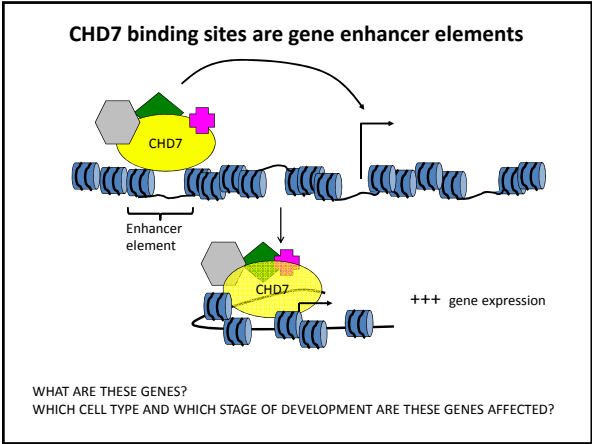 CHD7 binding sites are gene enhancer elements
CHD7
Enhancer
element
CHD7
+++ gene expression
WHAT ARE THESE GENES?
WHICH CELL TYPE AND WHICH STAGE OF DEVELOPMENT ARE THESE GENES AFFECTED?